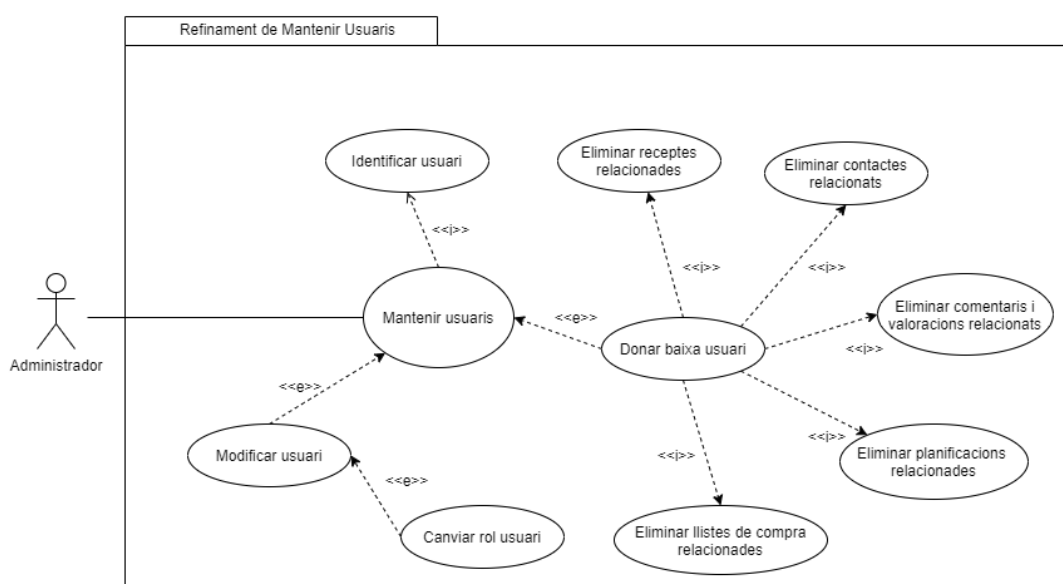 Refinament de Mantenir Usuaris
Identificar usuari
Eliminar receptes
relacionades
Eliminar contactes
relacionats
<<i>>
<<i>>
<<i>>
Mantenir usuaris
<<e>>
Donar baixa usuari
Eliminar comentaris i
valoracions relacionats
<<i>>
Administrador
<<e>>
Modificar usuari
<<e>>
<<i>>
<<i>>
Eliminar planificacions
relacionades
Canviar rol usuari
Eliminar llistes de compra
relacionades